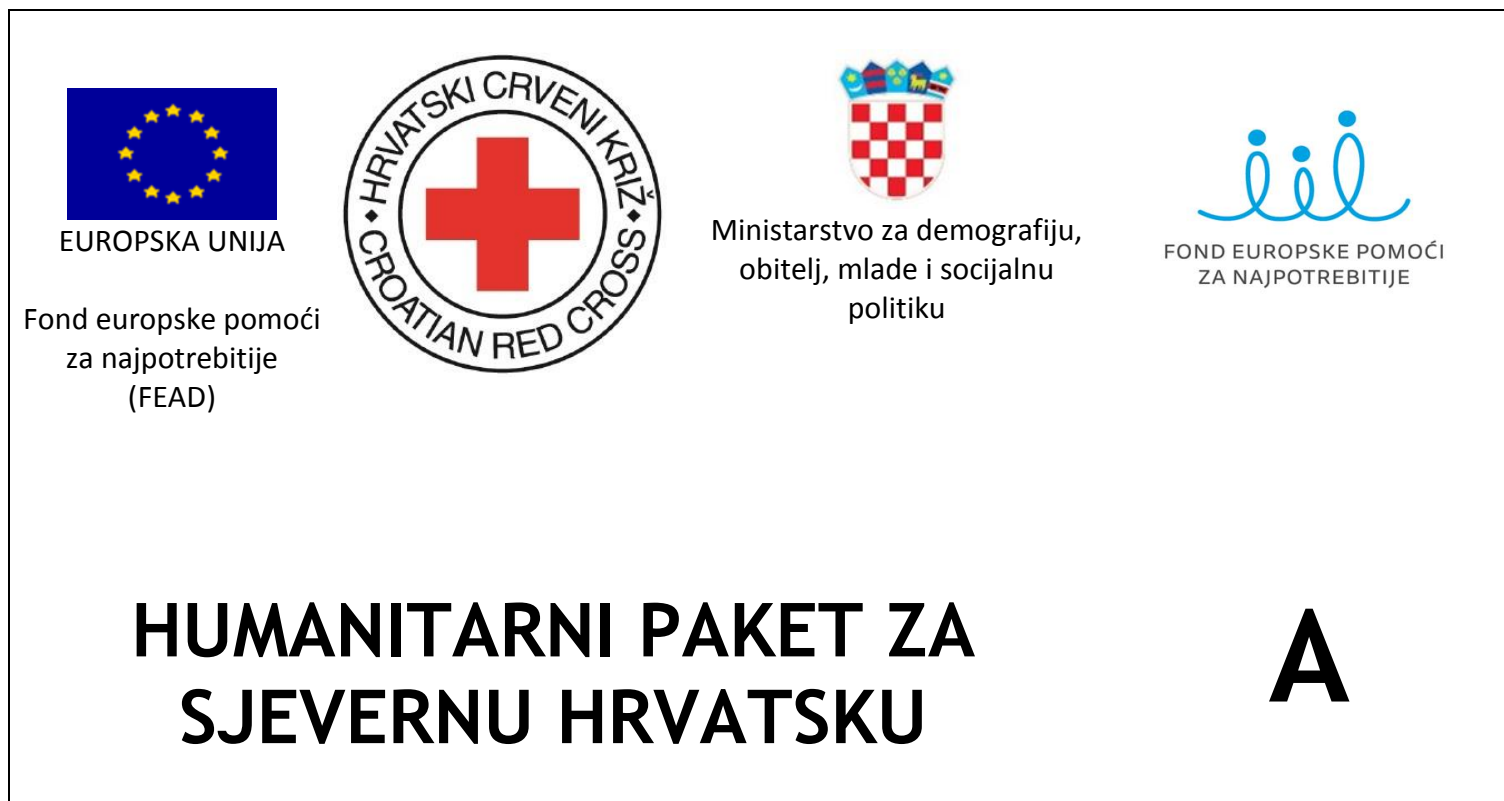 EUROPSKA UNIJA
Fond europske pomoći
za najpotrebitije
(FEAD)
HRVATSKI CRVENI KRIŽ
CROATIAN RED CROSS
Ministarstvo za demografiju,
obitelj, mlade i socijalnu
politiku
FOND EUROPSKE POMOĆI
ZA NAJPOTREBITIJE
HUMANITARNI PAKET ZA
SJEVERNU HRVATSKU
A